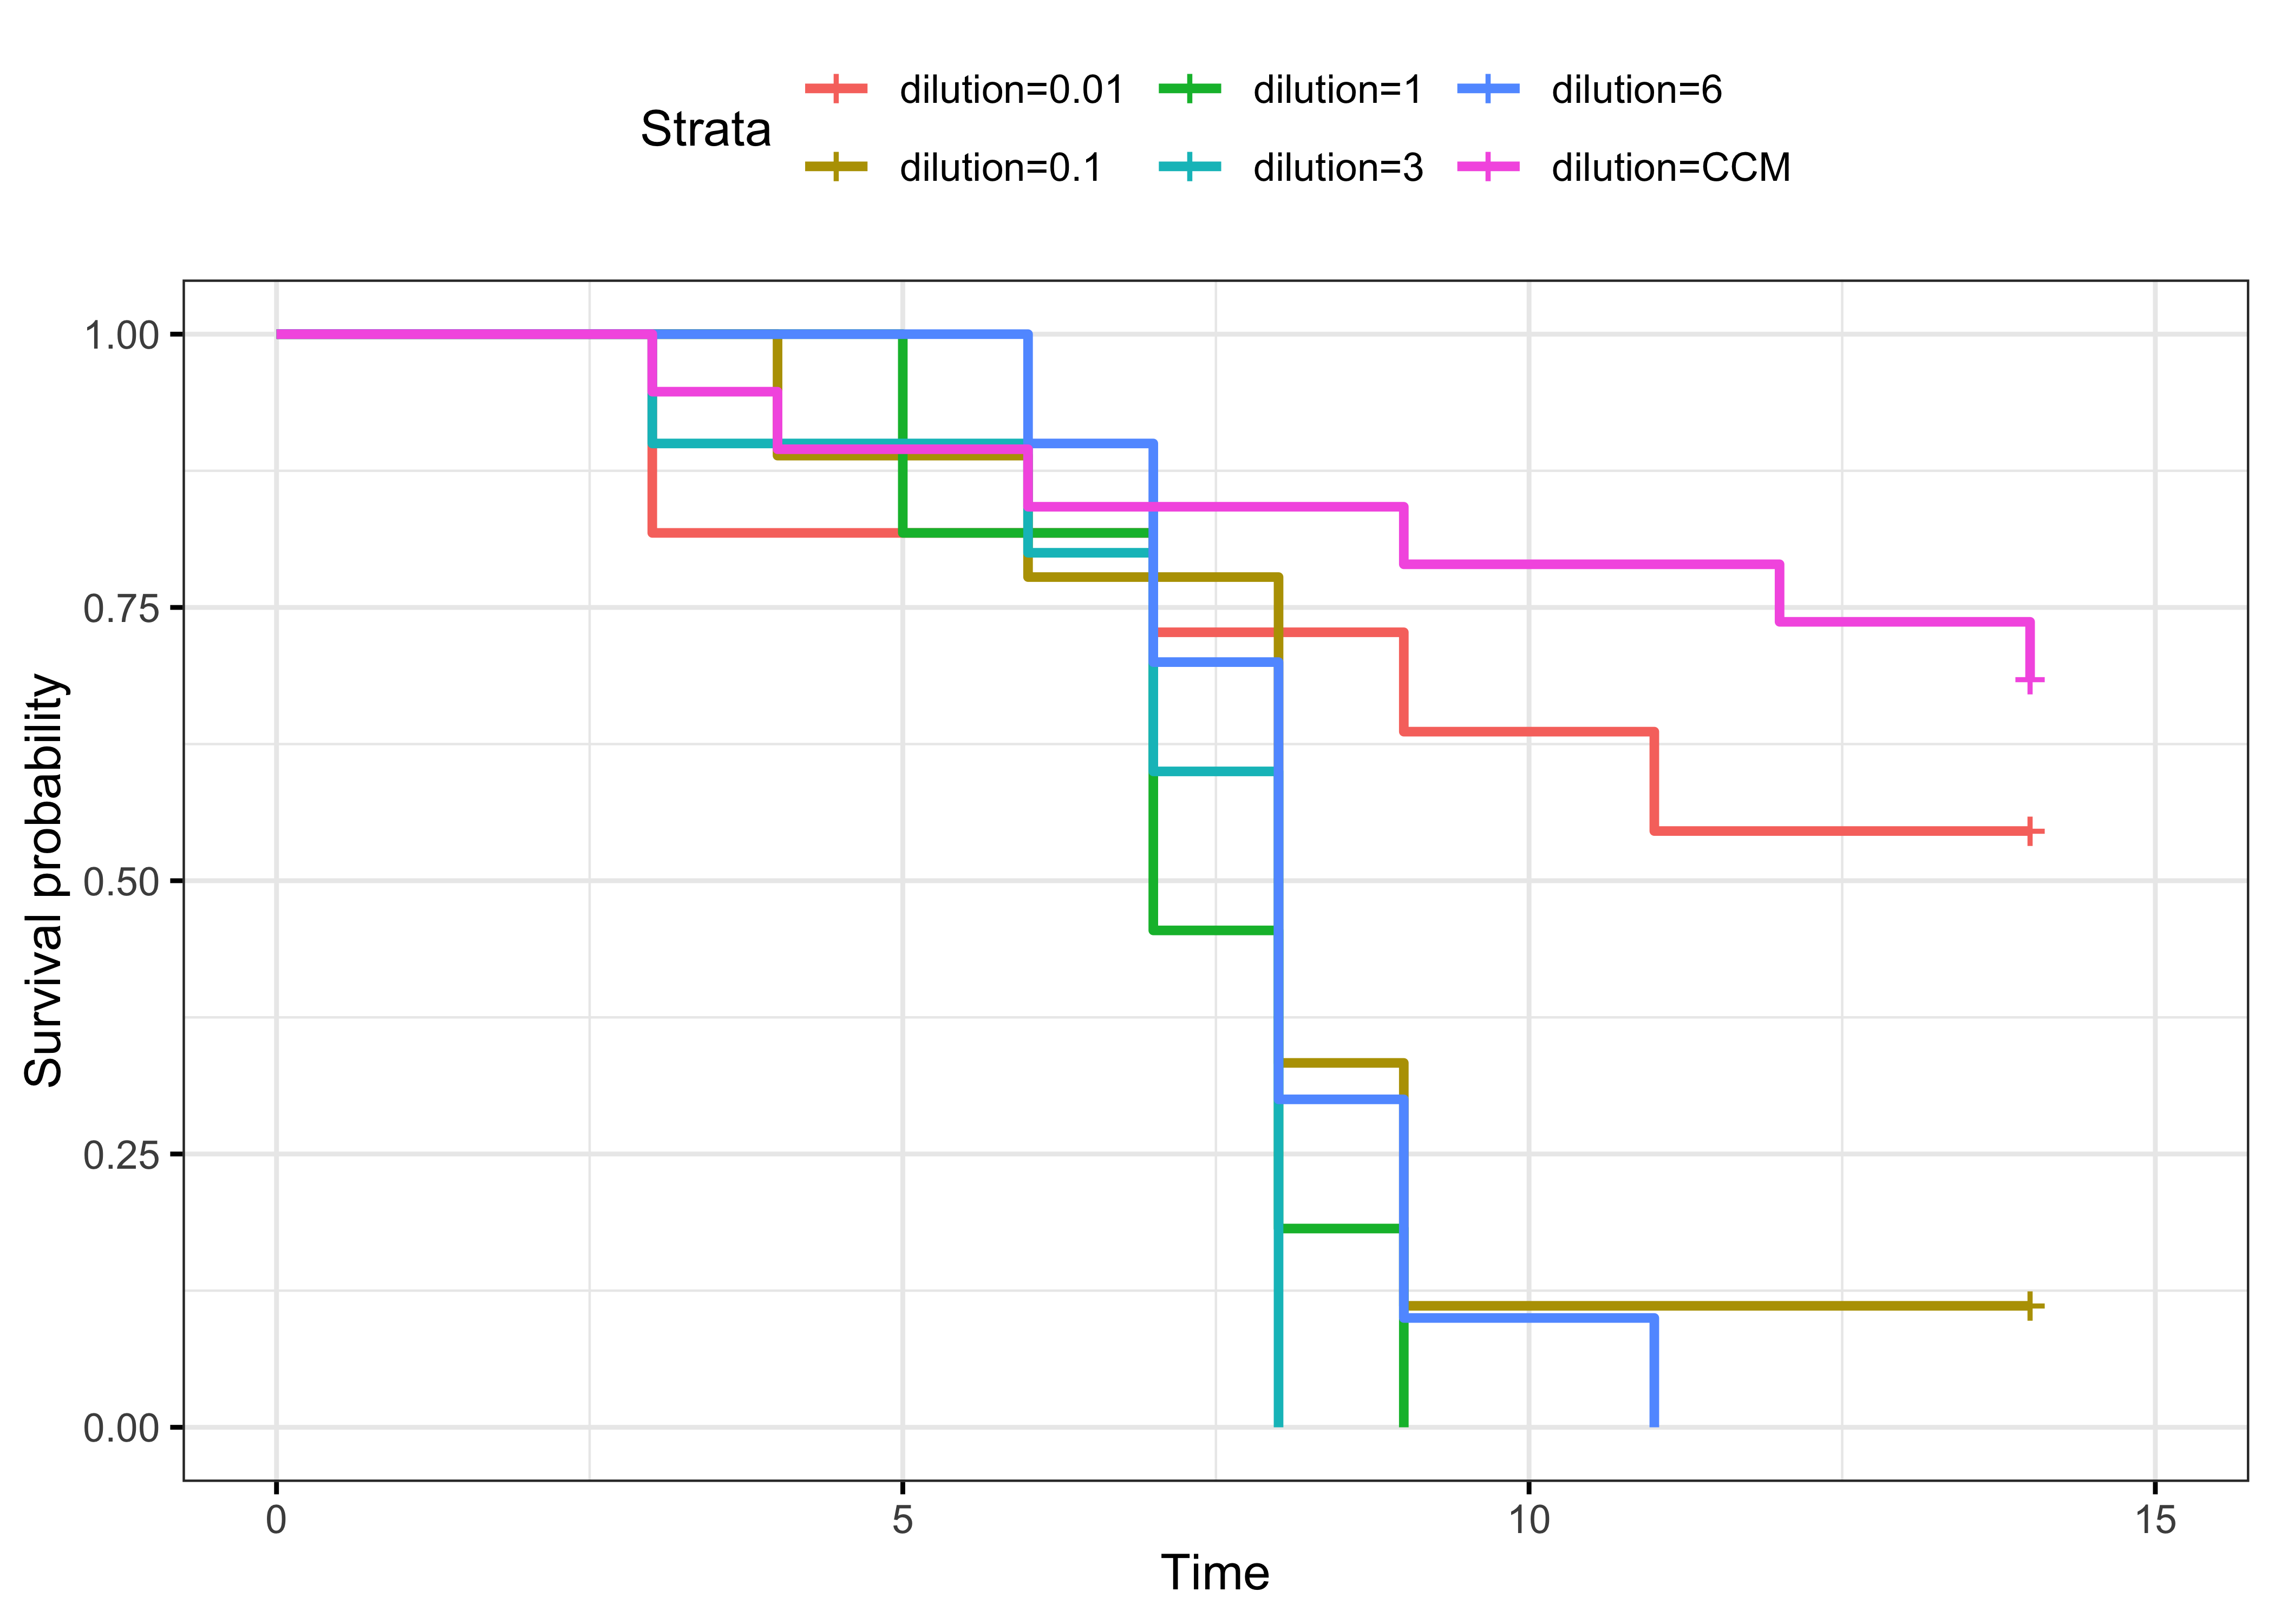 Strata
dilution=0.01 dilution=1 dilution=6
dilution=0.1 dilution=3 dilution=CCM
Survival probability
1.00
0.75
0.50
0.25
0.00
0 5 10 15
Time